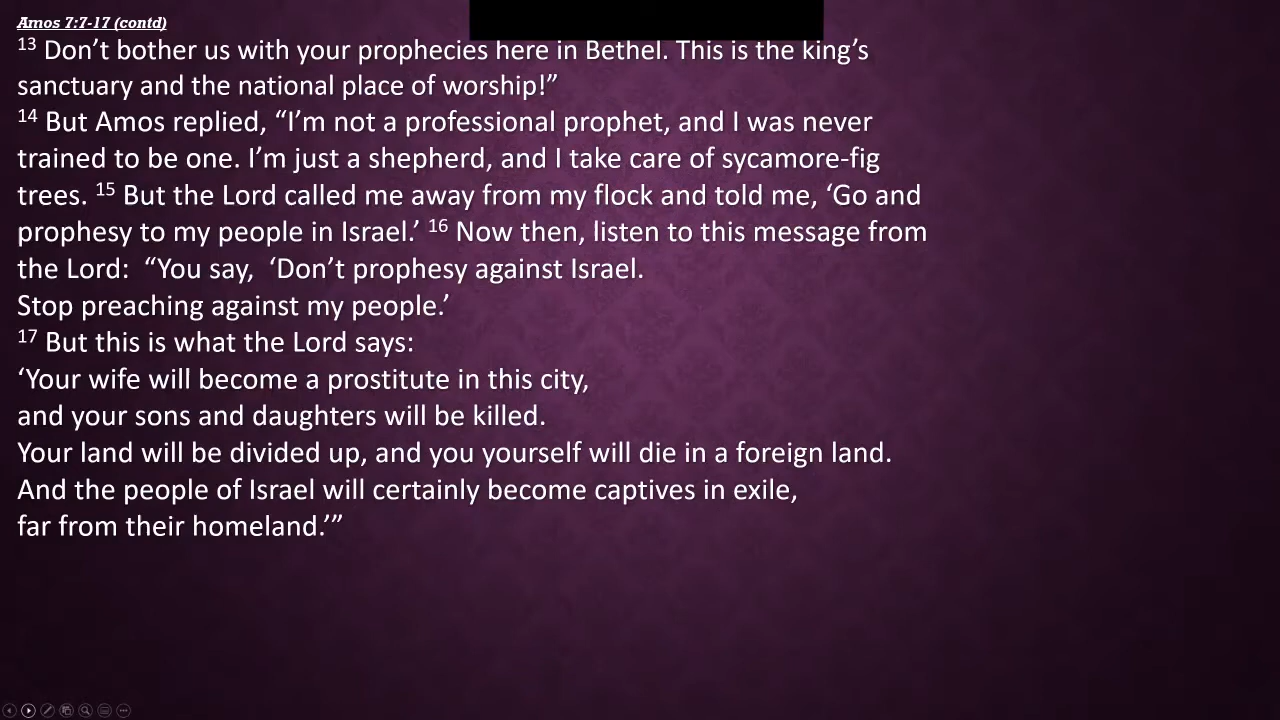 Amos 7:7-17 (contd)
13 Don’t bother us with your prophecies here in Bethel. This is the king’s
sanctuary and the national place of worship!”
14 But Amos replied, “I’m not a professional prophet, and I was never
trained to be one. I’m just a shepherd, and I take care of sycamore-fig
trees. 15 But the Lord called me away from my flock and told me, ‘Go and
prophesy to my people in Israel.’ 16 Now then, listen to this message from
the Lord:  “You say,  ‘Don’t prophesy against Israel.
Stop preaching against my people.’
17 But this is what the Lord says:
‘Your wife will become a prostitute in this city,
and your sons and daughters will be killed.
Your land will be divided up, and you yourself will die in a foreign land.
And the people of Israel will certainly become captives in exile,
far from their homeland.’”